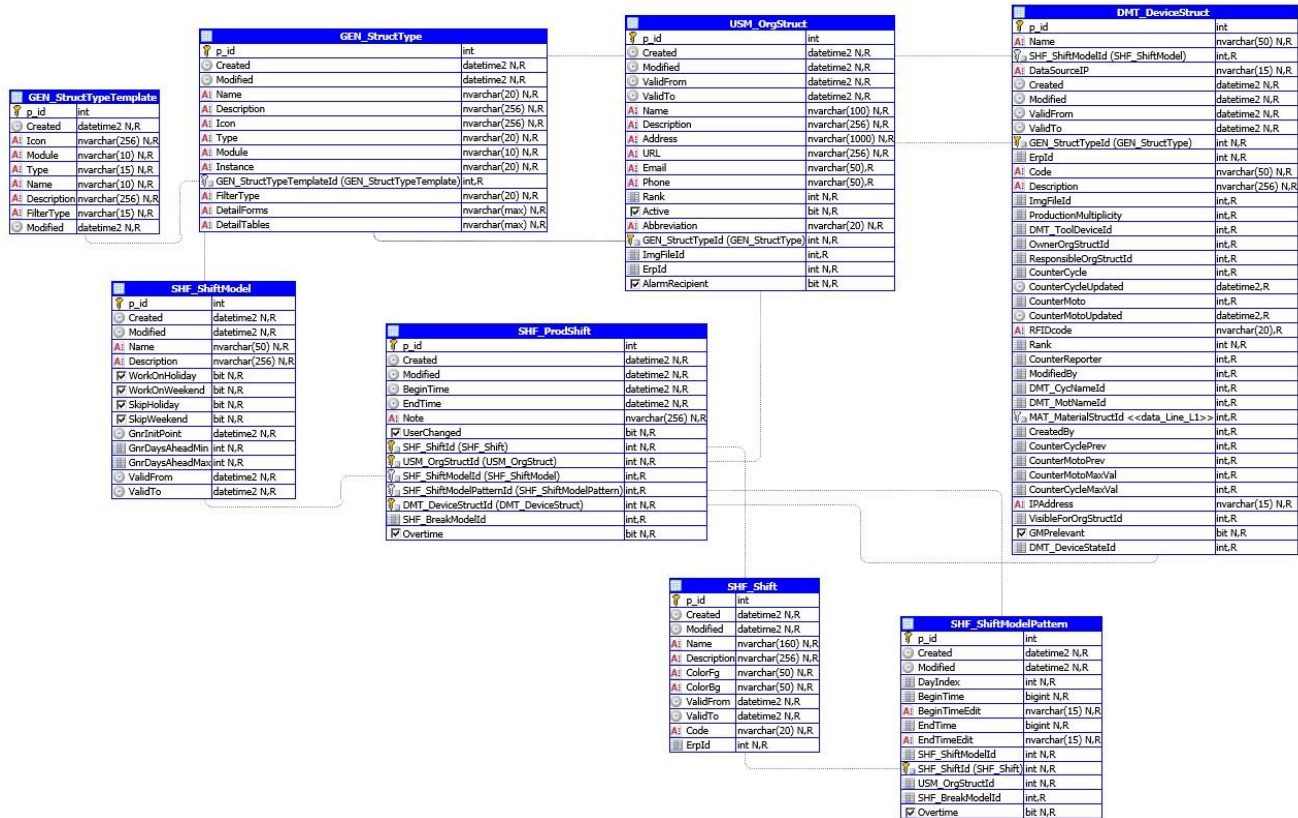 GEN_StructTypeTemplate
p_id int
Created datetime2 N,R
Icon nvarchar(256) N,R
Module nvarchar(10) N,R
Type nvarchar(15) N,R
Name nvarchar(10) N,R
Description nvarchar(256) N,R
FilterType nvarchar(15) N,R
Modified datetime2 N,R
GEN_StructType
p_id int
Created datetime2 N,R
Modified datetime2 N,R
Name nvarchar(20) N,R
Description nvarchar(256) N,R
Icon nvarchar(256) N,R
Type nvarchar(20) N,R
Module nvarchar(10) N,R
Instance nvarchar(20) N,R
GEN_StructTypeTemplateId (GEN_StructTypeTemplate) int,R
FilterType nvarchar(20) N,R
DetailForms nvarchar(max) N,R
DetailTables nvarchar(max) N,R
USM_OrgStruct
p_id int
Created datetime2 N,R
Modified datetime2 N,R
ValidFrom datetime2 N,R
ValidTo datetime2 N,R
Name nvarchar(100) N,R
Description nvarchar(256) N,R
Address nvarchar(1000) N,R
URL nvarchar(256) N,R
Email nvarchar(50),R
Phone nvarchar(50),R
Rank int N,R
Active bit N,R
Abbreviation nvarchar(20) N,R
GEN_StructTypeId (GEN_StructType) int N,R
ImgFileId int,R
ErpId int N,R
AlarmRecipient bit N,R
DMT_DeviceStruct
p_id int
Name nvarchar(50) N,R
SHF_ShiftModelId (SHF_ShiftModel) int,R
DataSourceIP nvarchar(15) N,R
Created datetime2 N,R
Modified datetime2 N,R
ValidFrom datetime2 N,R
ValidTo datetime2 N,R
GEN_StructTypeId (GEN_StructType) int N,R
ErpId int N,R
Code nvarchar(50) N,R
Description nvarchar(256) N,R
ImgFileId int,R
ProductionMultiplicity int,R
DMT_ToolDeviceId int,R
OwnerOrgStructId int,R
ResponsibleOrgStructId int,R
CounterCycle int,R
CounterCycleUpdated datetime2,R
CounterMoto int,R
CounterMotoUpdated datetime2,R
RFIDcode nvarchar(20),R
Rank int N,R
CounterReporter int,R
ModifiedBy int,R
DMT_CycNameId int,R
DMT_MotNameId int,R
MAT_MaterialStructId <<data_Line_L1>> int,R
CreatedBy int,R
CounterCyclePrev int,R
CounterMotoPrev int,R
CounterMotoMaxVal int,R
CounterCycleMaxVal int,R
IPAddress nvarchar(15) N,R
VisibleForOrgStructId int,R
GMPrelevant bit N,R
DMT_DeviceStateId int,R
SHF_ShiftModel
p_id int
Created datetime2 N,R
Modified datetime2 N,R
Name nvarchar(50) N,R
Description nvarchar(256) N,R
WorkOnHoliday bit N,R
WorkOnWeekend bit N,R
SkipHoliday bit N,R
SkipWeekend bit N,R
GnrInitPoint datetime2 N,R
GnrDaysAheadMin int N,R
GnrDaysAheadMax int N,R
ValidFrom datetime2 N,R
ValidTo datetime2 N,R
SHF_ProdShift
p_id int
Created datetime2 N,R
Modified datetime2 N,R
BeginTime datetime2 N,R
EndTime datetime2 N,R
Note nvarchar(256) N,R
UserChanged bit N,R
SHF_ShiftId (SHF_Shift) int N,R
USM_OrgStructId (USM_OrgStruct) int N,R
SHF_ShiftModelId (SHF_ShiftModel) int,R
SHF_ShiftModelPatternId (SHF_ShiftModelPattern) int,R
DMT_DeviceStructId (DMT_DeviceStruct) int N,R
SHF_BreakModelId int,R
Overtime bit N,R
SHF_Shift
p_id int
Created datetime2 N,R
Modified datetime2 N,R
Name nvarchar(160) N,R
Description nvarchar(256) N,R
ColorFg nvarchar(50) N,R
ColorBg nvarchar(50) N,R
ValidFrom datetime2 N,R
ValidTo datetime2 N,R
Code nvarchar(20) N,R
ErpId int N,R
SHF_ShiftModelPattern
p_id int
Created datetime2 N,R
Modified datetime2 N,R
DayIndex int N,R
BeginTime bigint N,R
BeginTimeEdit nvarchar(15) N,R
EndTime bigint N,R
EndTimeEdit nvarchar(15) N,R
SHF_ShiftModelId int N,R
SHF_ShiftId (SHF_Shift) int N,R
USM_OrgStructId int N,R
SHF_BreakModelId int,R
Overtime bit N,R